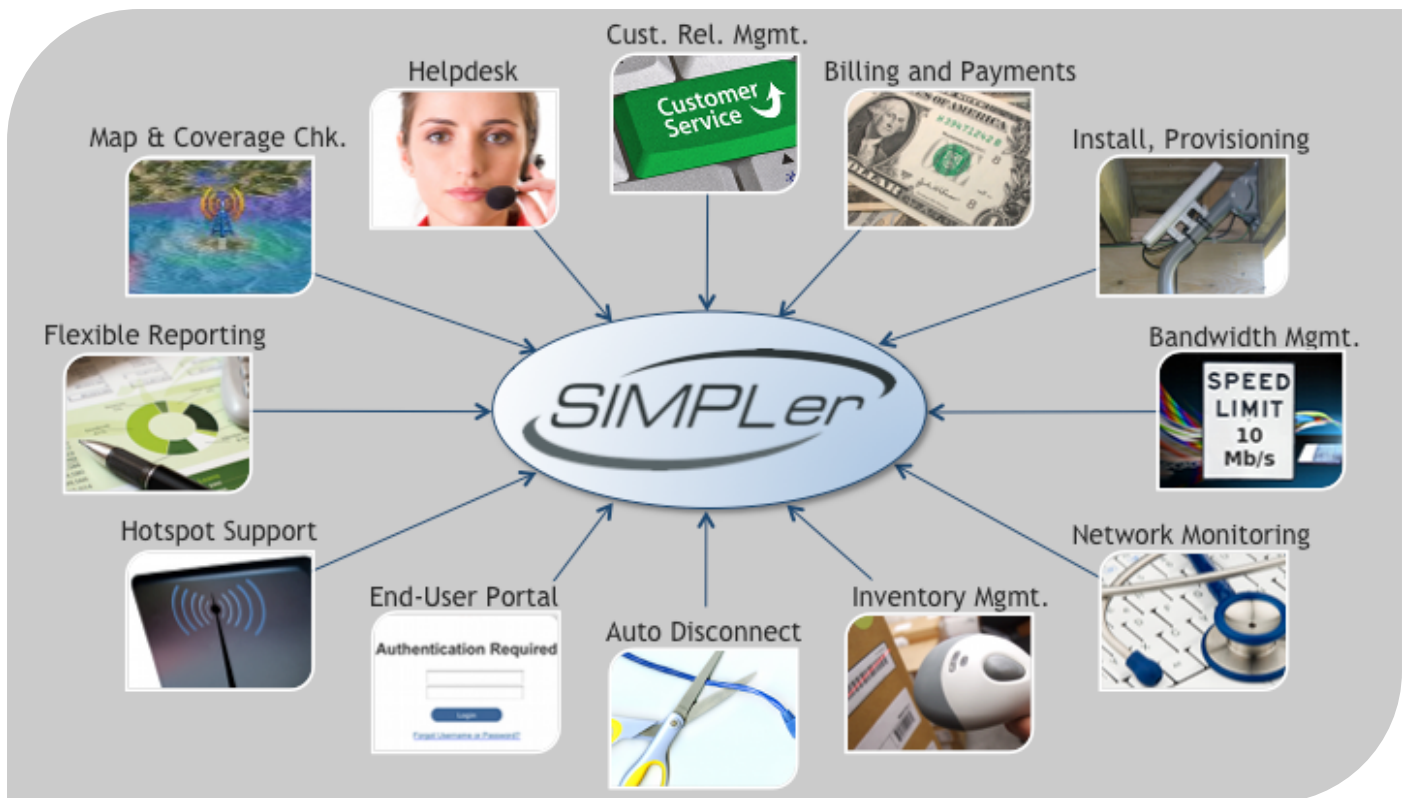 Cust. Rel. Mgmt.
Customer
Service
Helpdesk
Billing and Payments
Map & Coverage Chk.
Install, Provisioning
Flexible Reporting
Bandwidth Mgmt.
SPEED
LIMIT
10
Mb/s
SIMPLer
Hotspot Support
Network Monitoring
End-User Portal
Authentication Required
Login
Forgot Username or Password?
Auto Disconnect
Inventory Mgmt.